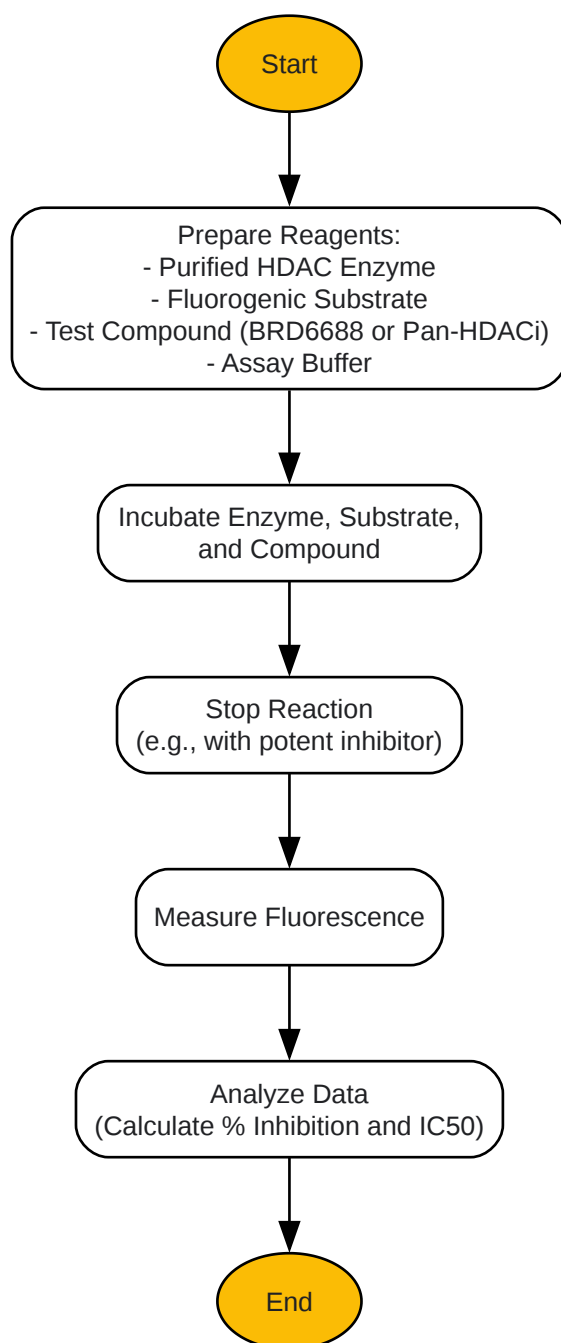 Start
Prepare Reagents:
- Purified HDAC Enzyme
- Fluorogenic Substrate
- Test Compound (BRD6688 or Pan-HDACi)
- Assay Buffer
Incubate Enzyme, Substrate,
and Compound
Stop Reaction
(e.g., with potent inhibitor)
Measure Fluorescence
Analyze Data
(Calculate % Inhibition and IC50)
End